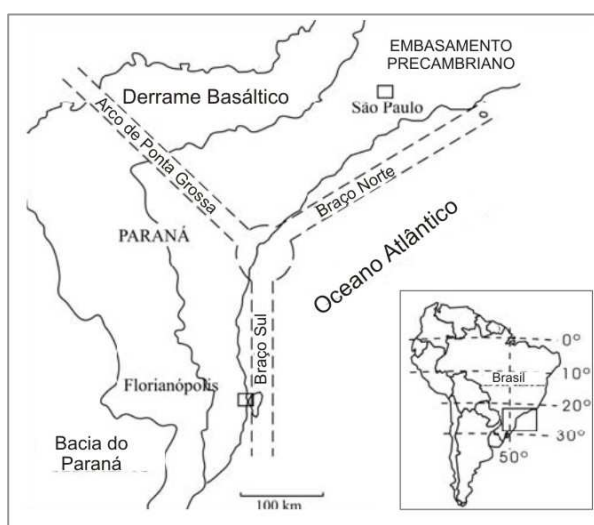 EMBASAMENTO
PRECAMBRIANO
Derrame Basáltico
São Paulo
Arco de Ponta Grossa
Braço Norte
PARANÁ
Oceano Atlântico
Braço Sul
Florianópolis
Bacia do
Paraná
100 km
0°
10°
Brasil
20°
30°
50°